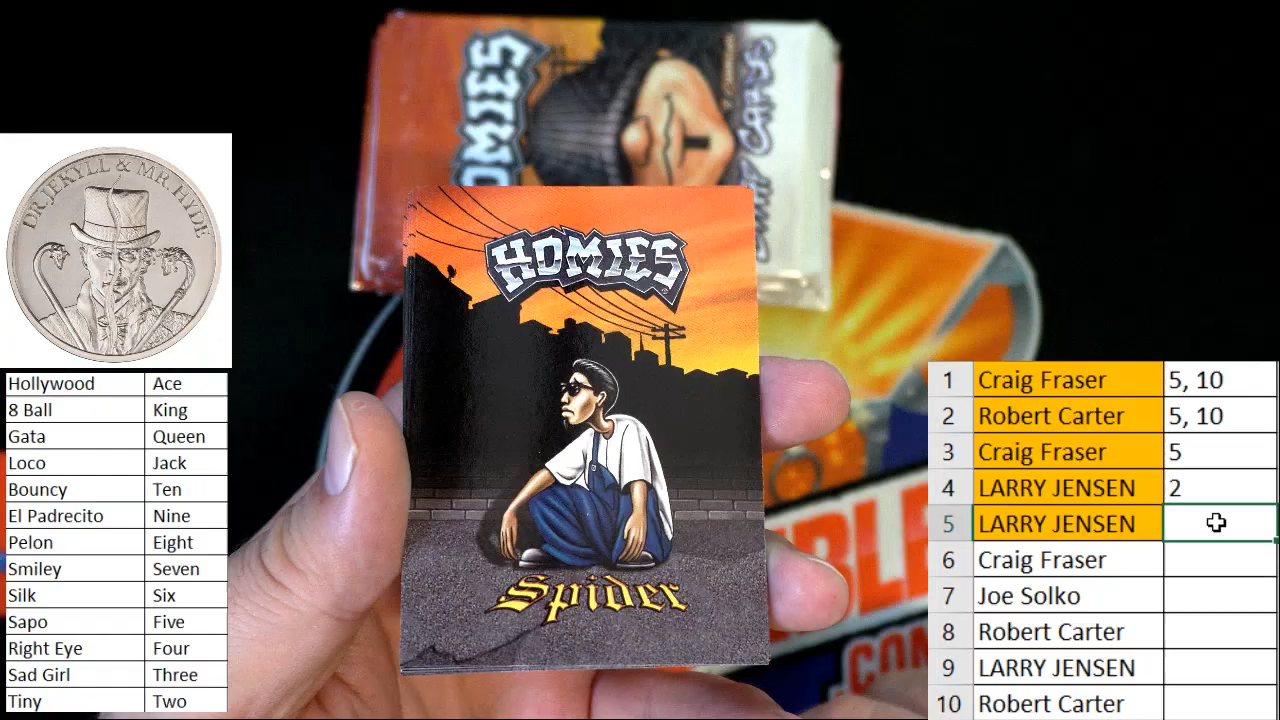 HOMIES
SWAP CARDS
DR JEKYLL & MR HYDE
HOMIES
Spider
Hollywood Ace
8 Ball King
Gata Queen
Loco Jack
Bouncy Ten
El Padrecito Nine
Pelon Eight
Smiley Seven
Silk Six
Sapo Five
Right Eye Four
Sad Girl Three
Tiny Two
1 Craig Fraser 5, 10
2 Robert Carter 5, 10
3 Craig Fraser 5
4 LARRY JENSEN 2
5 LARRY JENSEN
6 Craig Fraser
7 Joe Solko
8 Robert Carter
9 LARRY JENSEN
10 Robert Carter
.COM